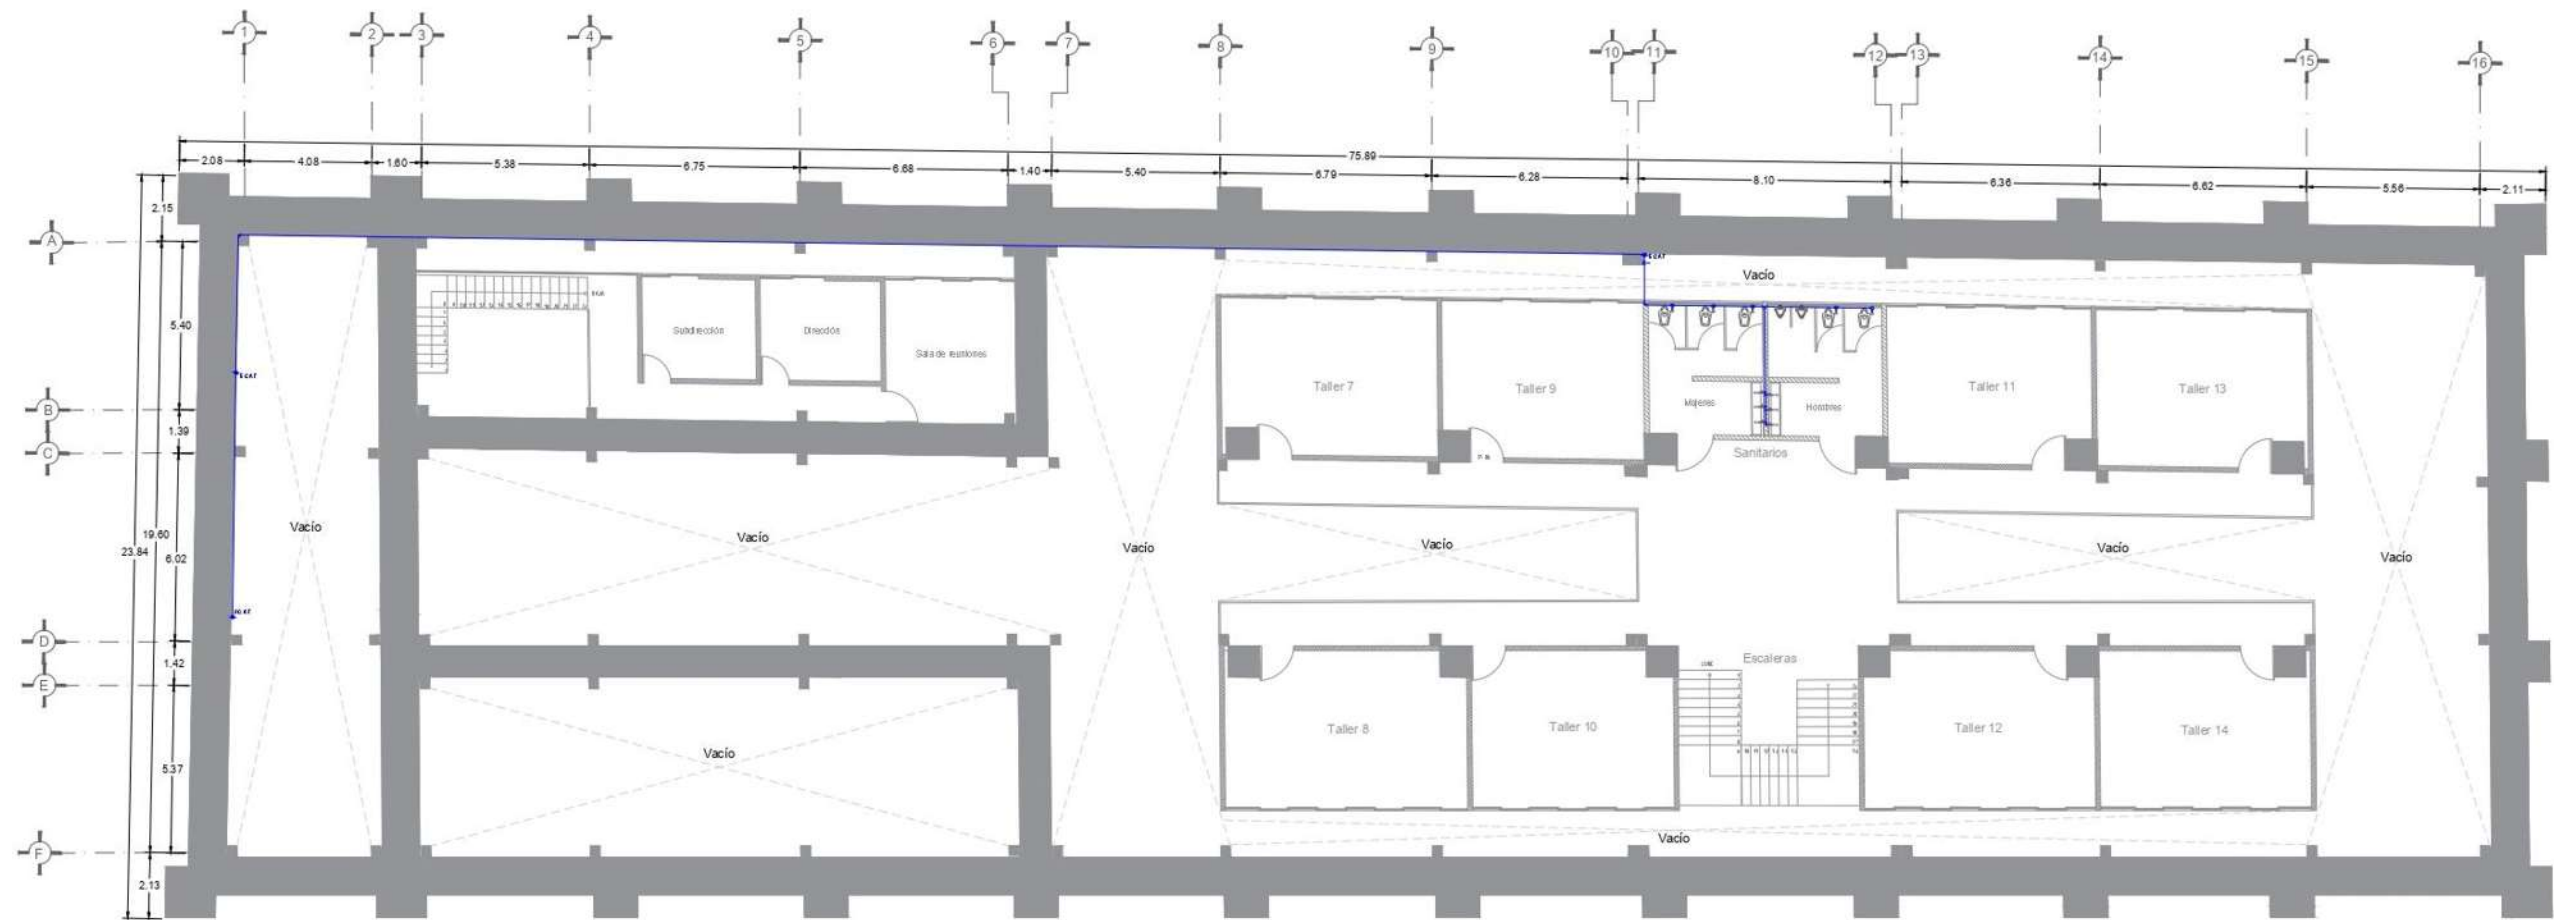 1
2
3
4
5
6
7
8
9
10
11
12
13
14
15
16
75.89
2.08
4.08
1.60
5.38
6.75
6.68
1.40
5.40
6.79
6.28
8.10
6.36
6.62
5.56
2.11
A
B
C
D
E
F
2.15
5.40
1.39
19.60
23.84
6.02
1.42
5.37
2.13
Vacío
Subdirección
Dirección
Sala de reuniones
Vacío
Taller 7
Taller 9
Mujeres
Hombres
Sanitarios
Taller 11
Taller 13
Vacío
Vacío
Vacío
Vacío
Vacío
Vacío
Escaleras
Taller 8
Taller 10
Taller 12
Taller 14
Vacío
Vacío